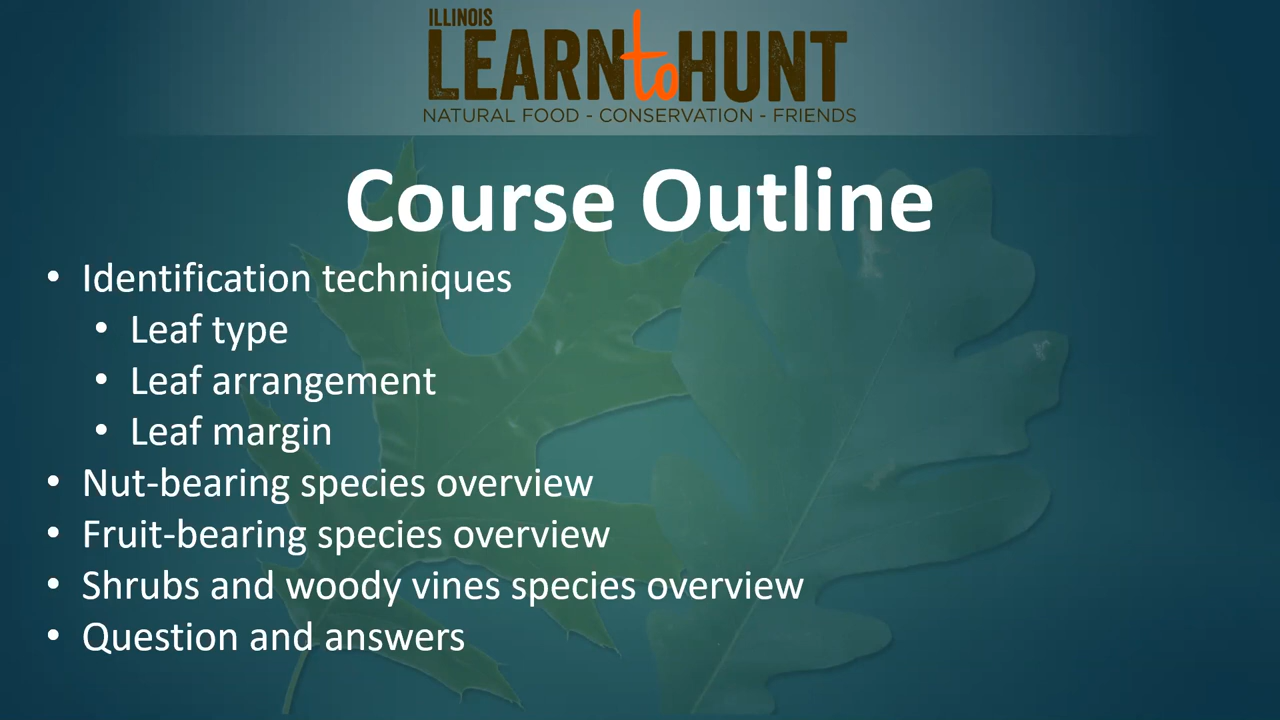 ILLINOIS
LEARN to HUNT
NATURAL FOOD - CONSERVATION - FRIENDS
Course Outline
• Identification techniques
• Leaf type
• Leaf arrangement
• Leaf margin
• Nut-bearing species overview
• Fruit-bearing species overview
• Shrubs and woody vines species overview
• Question and answers